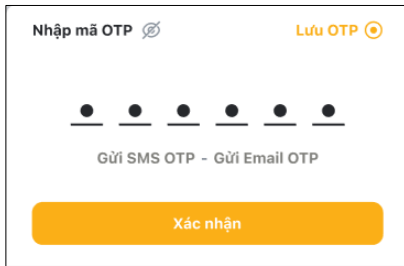 Nhập mã OTP Lưu OTP
Gửi SMS OTP - Gửi Email OTP
Xác nhận